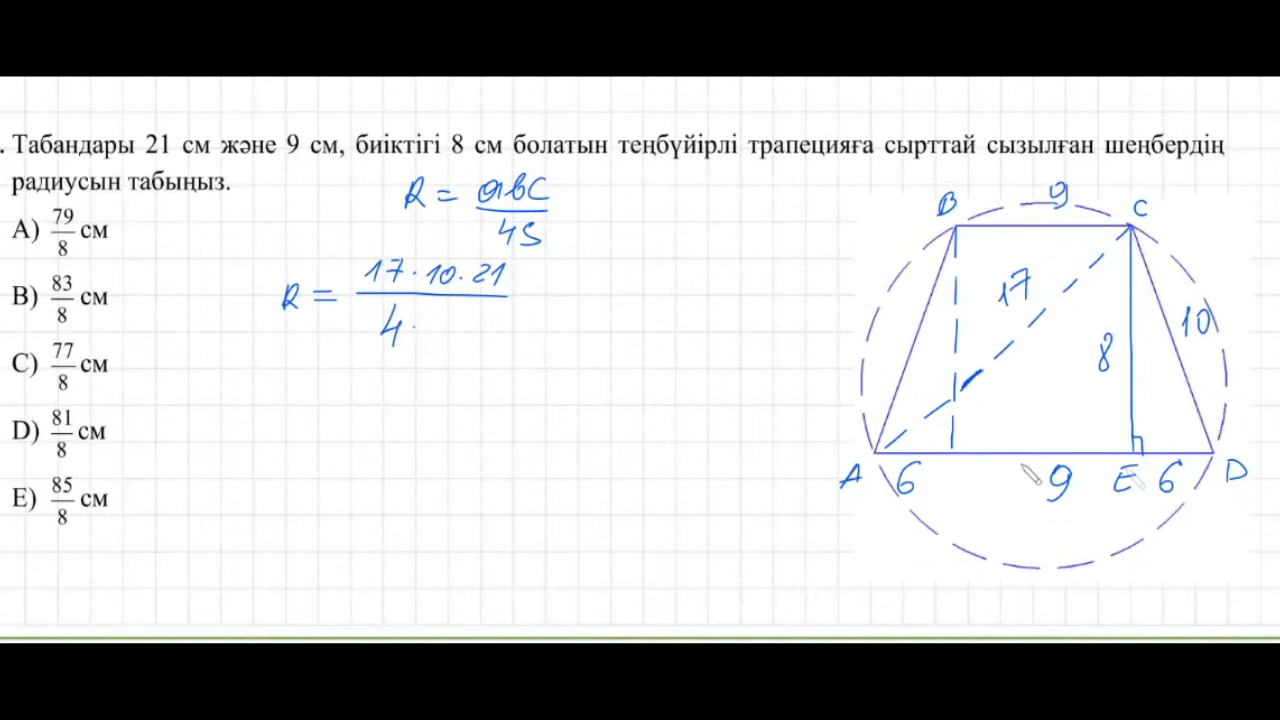 . Табандары 21 см және 9 см, биіктігі 8 см болатын теңбүйірлі трапецияға сырттай сызылған шеңбердің
радиусын табыңыз.
A) 79/8 см
B) 83/8 см
C) 77/8 см
D) 81/8 см
E) 85/8 см
R = abc/4S
R = 17·10·21/4·
B 9 C
17
10
8
A 6 9 E 6 D